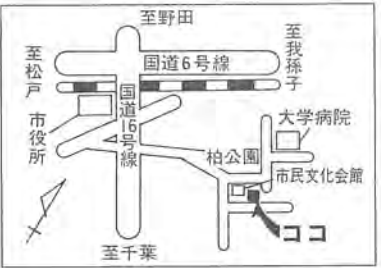 至野田
至我孫子
国道6号線
至松戸
国道16号線
市役所
大学病院
柏公園
市民文化会館
ココ
至千葉